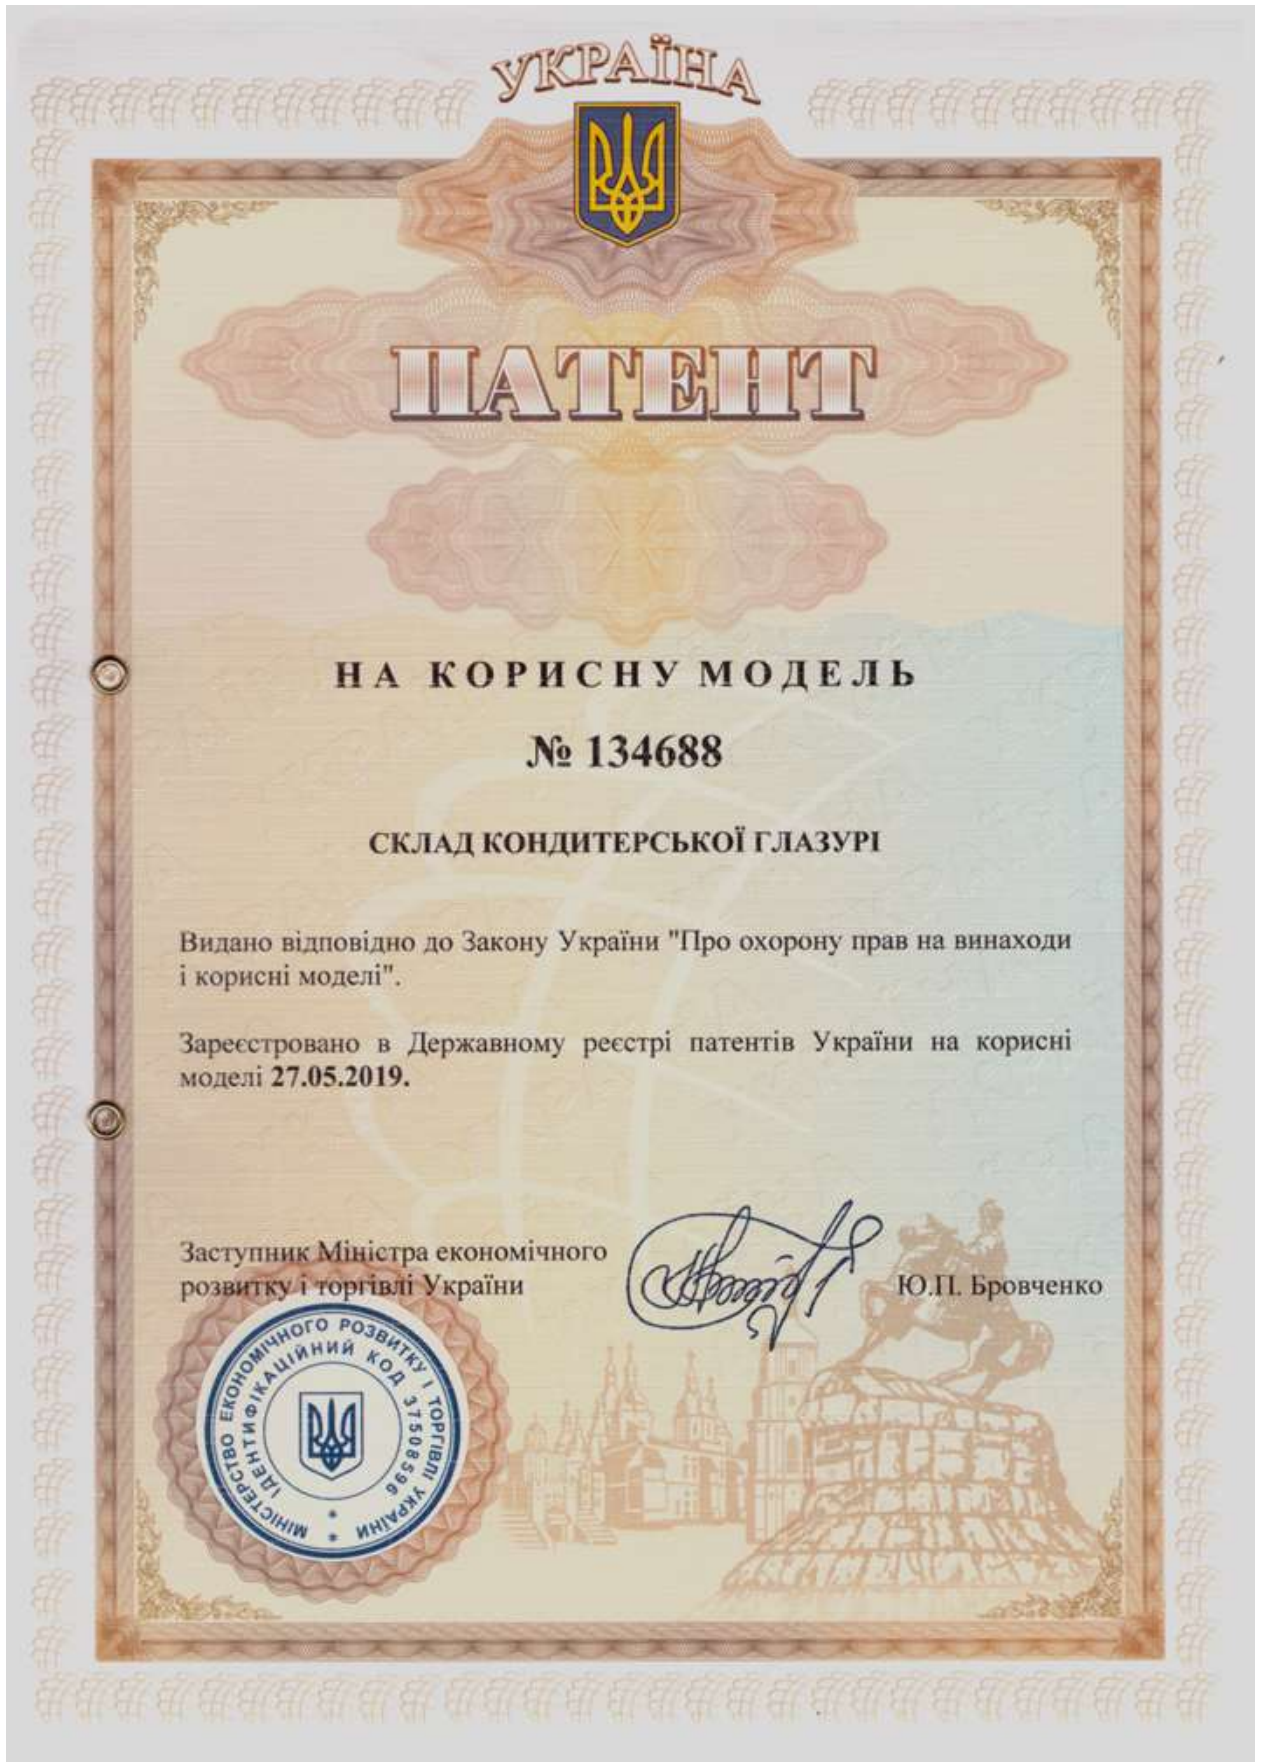 УКРАЇНА
ПАТЕНТ
НА КОРИСНУ МОДЕЛЬ
№ 134688
СКЛАД КОНДИТЕРСЬКОЇ ГЛАЗУРІ
Видано відповідно до Закону України "Про охорону прав на винаходи
і корисні моделі".
Зареєстровано в Державному реєстрі патентів України на корисні
моделі 27.05.2019.
Заступник Міністра економічного
розвитку і торгівлі України
Ю.П. Бровченко
МІНІСТЕРСТВО ЕКОНОМІЧНОГО РОЗВИТКУ І ТОРГІВЛІ УКРАЇНИ
ІДЕНТИФІКАЦІЙНИЙ КОД 37508596